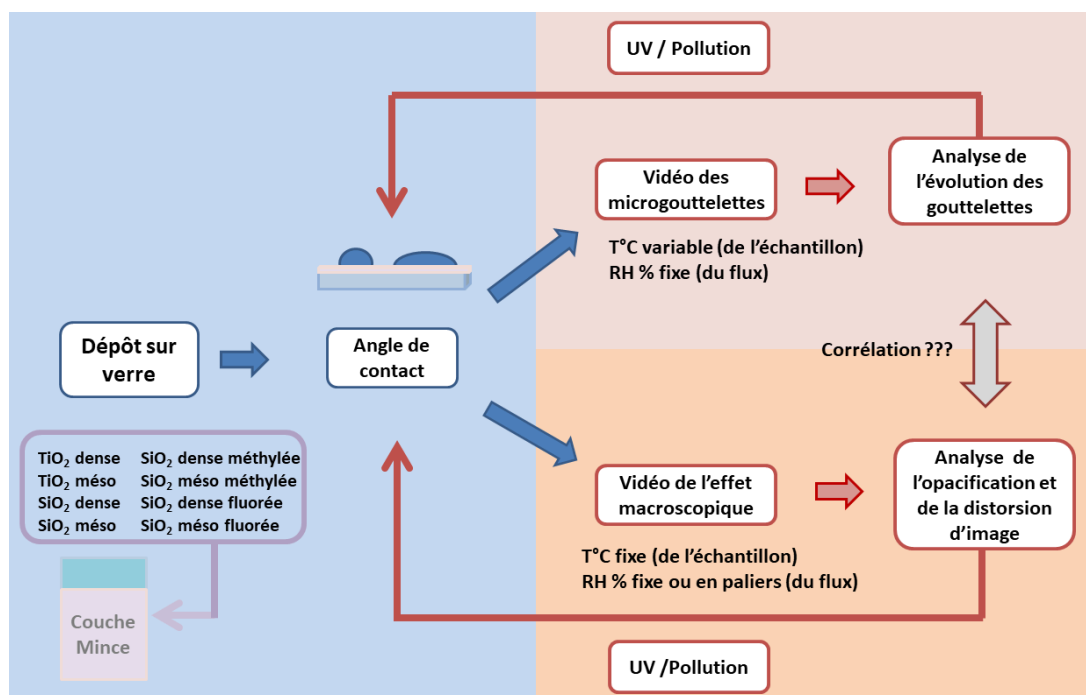 UV / Pollution
Vidéo des
microgouttelettes
Analyse de
l'évolution des
gouttelettes
T°C variable (de l'échantillon)
RH % fixe (du flux)
Dépôt sur
verre
Angle de
contact
Corrélation ???
TiO₂ dense
TiO₂ méso
SiO₂ dense
SiO₂ méso
SiO₂ dense méthylée
SiO₂ méso méthylée
SiO₂ dense fluorée
SiO₂ méso fluorée
Couche
Mince
Vidéo de l'effet
macroscopique
Analyse de
l'opacification et
de la distorsion
d'image
T°C fixe (de l'échantillon)
RH % fixe ou en paliers (du flux)
UV /Pollution